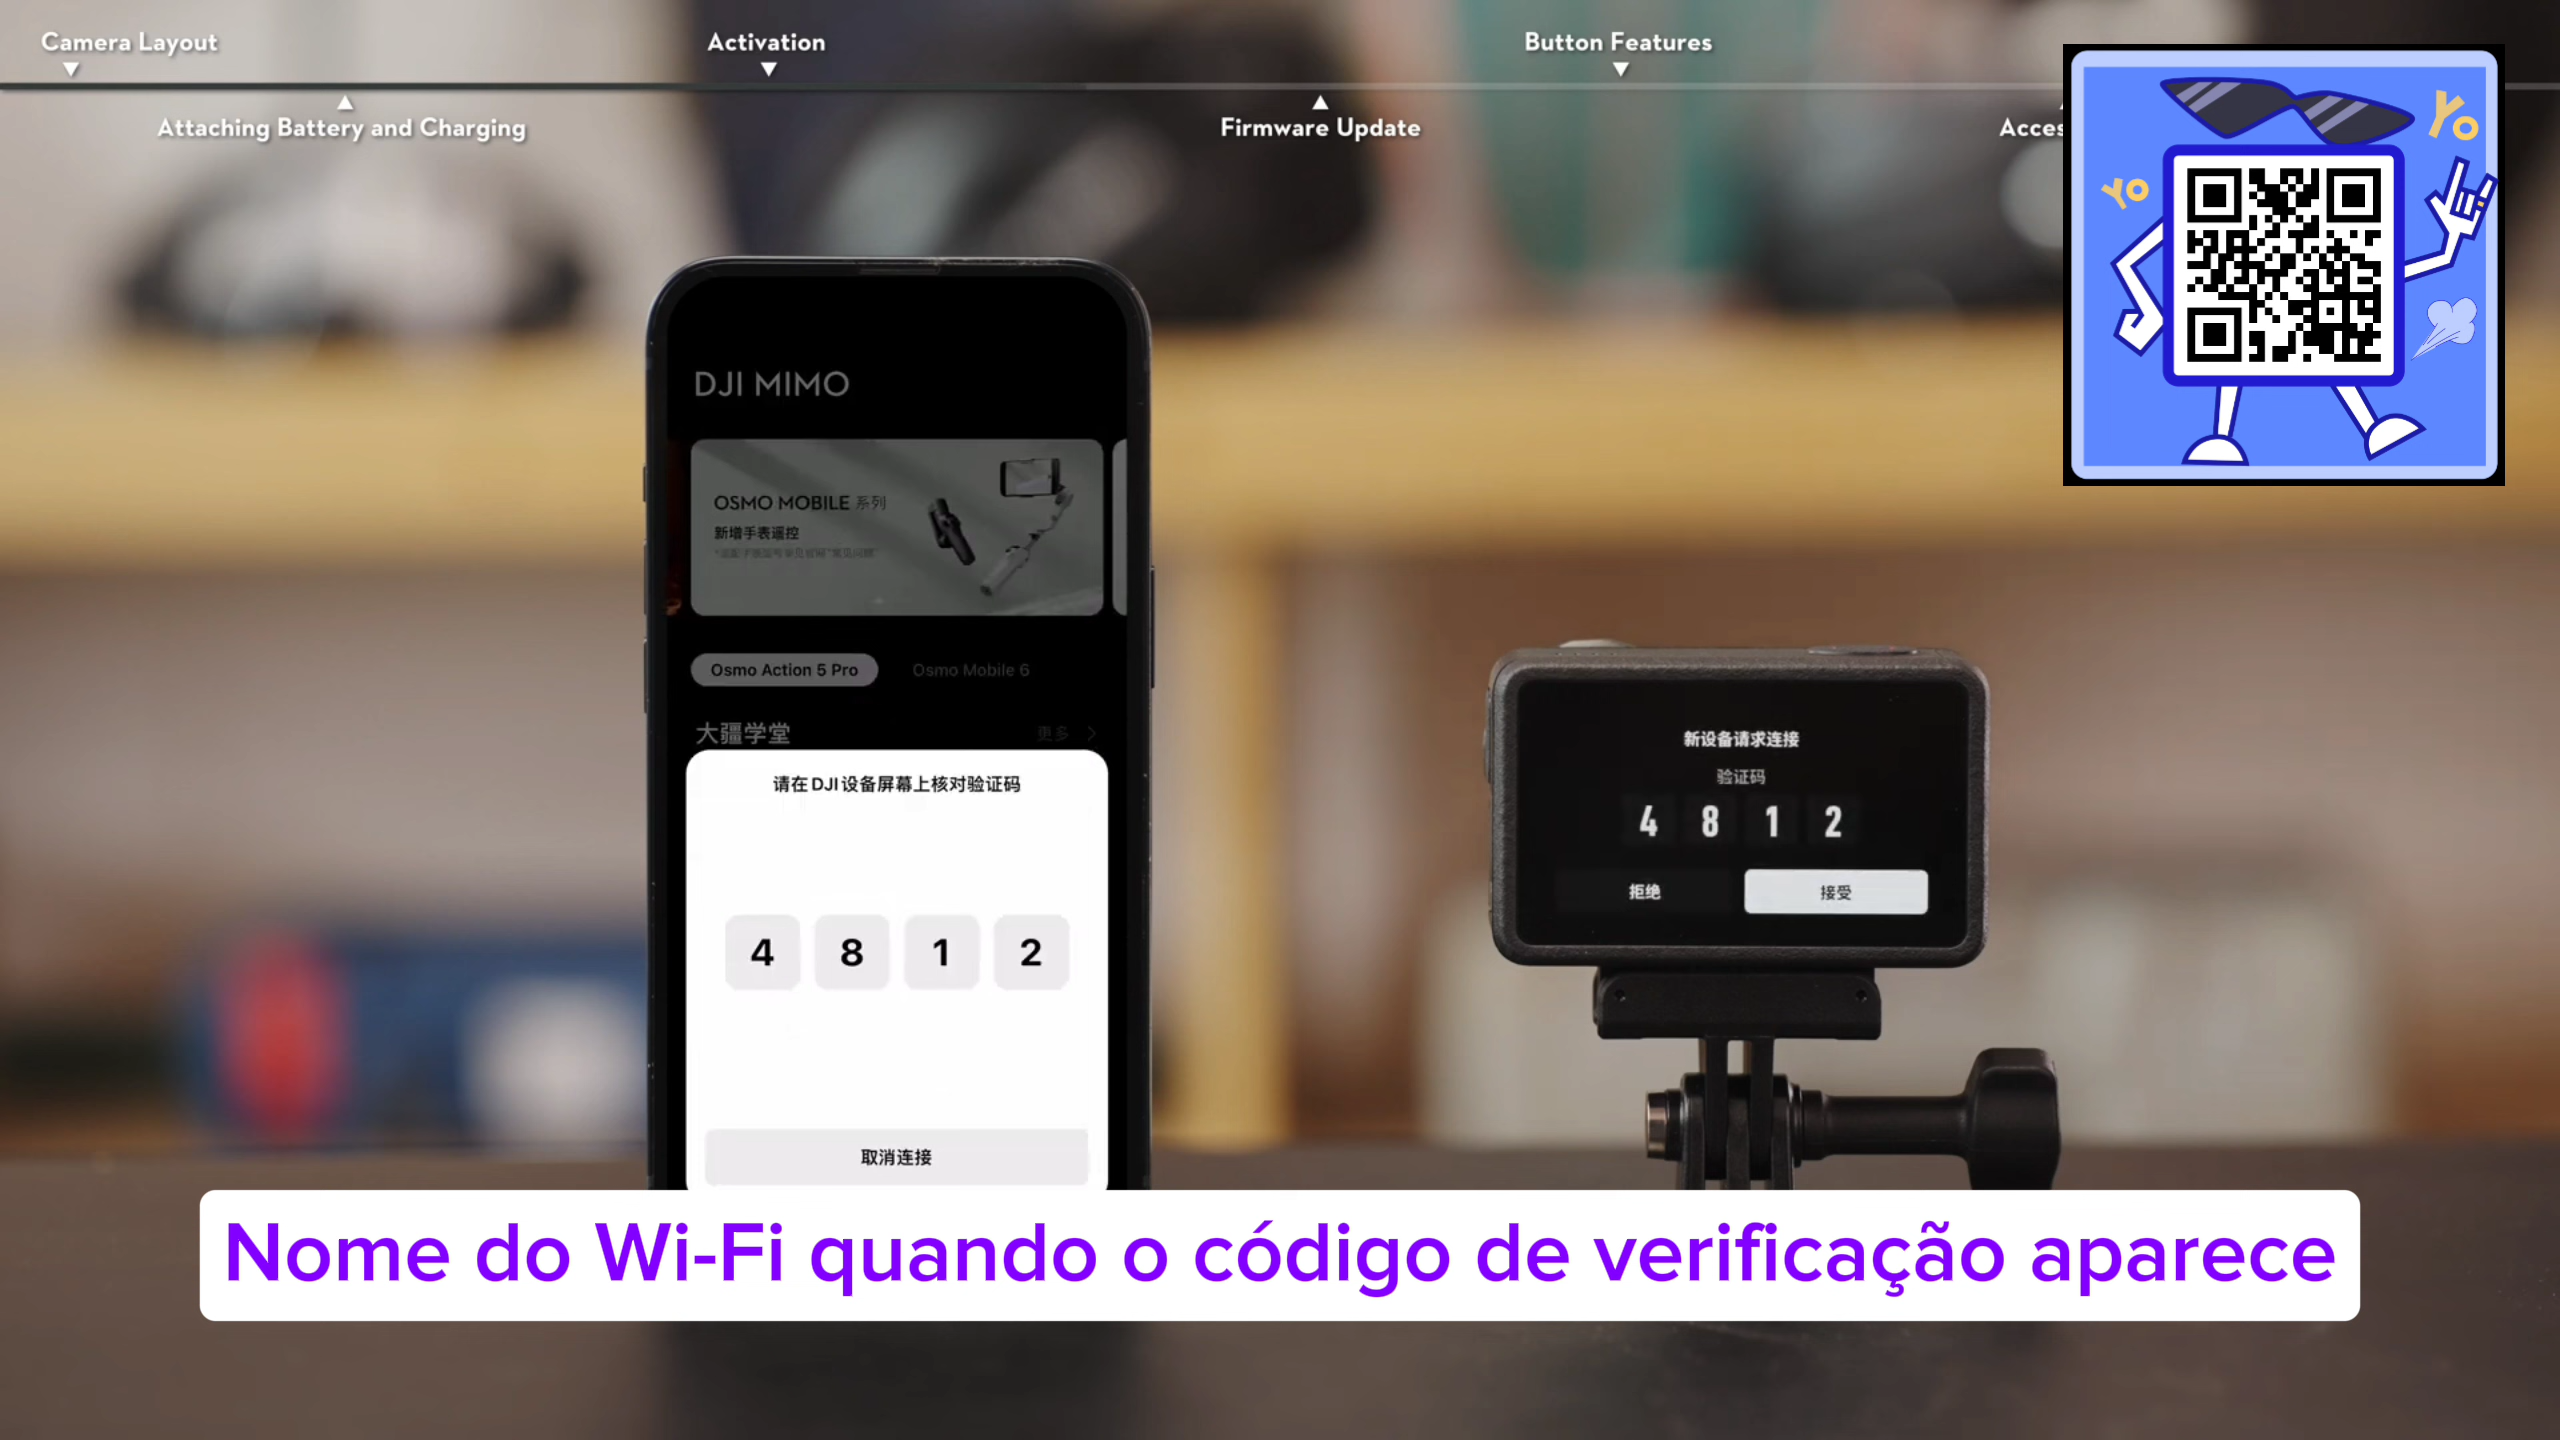 Camera Layout
Activation
Button Features
Attaching Battery and Charging
Firmware Update
Acces
Yo
Yo
DJI MIMO
OSMO MOBILE 系列
新增手表遥控
Osmo Action 5 Pro
Osmo Mobile 6
大疆学堂
更多
请在DJI设备屏幕上核对验证码
4 8 1 2
取消连接
新设备请求连接
验证码
4 8 1 2
拒绝
接受
Nome do Wi-Fi quando o código de verificação aparece